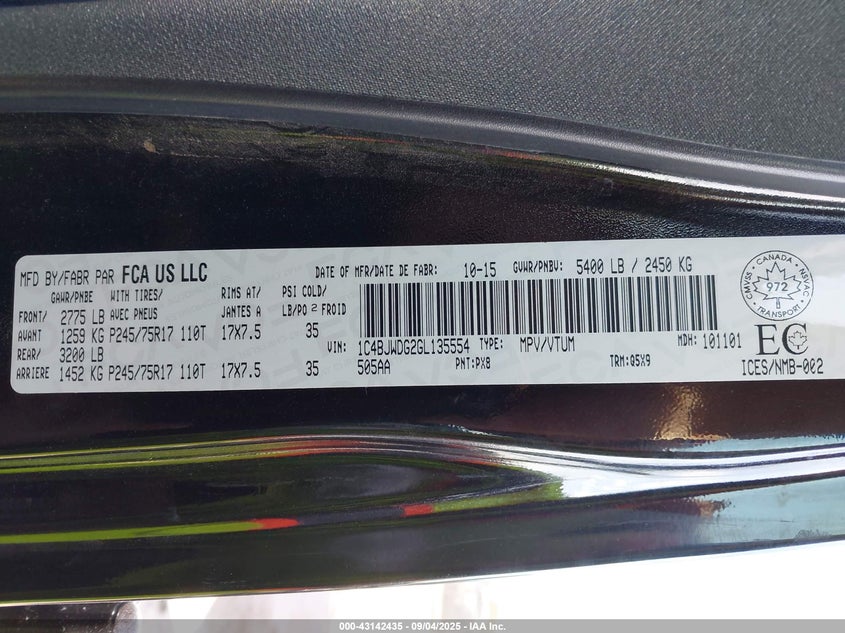 MFD BY/FABR PAR FCA US LLC
DATE OF MFR/DATE DE FABR: 10-15 GVWR/PNBV: 5400 LB / 2450 KG
GAWR/PNBE WITH TIRES/ RIMS AT/ PSI COLD/
FRONT/ 2775 LB AVEC PNEUS JANTES A LB/PO 2 FROID
AVANT 1259 KG P245/75R17 110T 17X7.5 35
REAR/ 3200 LB
ARRIERE 1452 KG P245/75R17 110T 17X7.5 35
VIN: 1C4BJWDG2GL135554 TYPE: MPV/VTUM MDH: 101101
505AA PNT: PX8 TRM: Q5X9
CMVSS CANADA NSVAC
972
TRANSPORT
EC
ICES/NMB-002
000-43142435 - 09/04/2025 - IAA Inc.